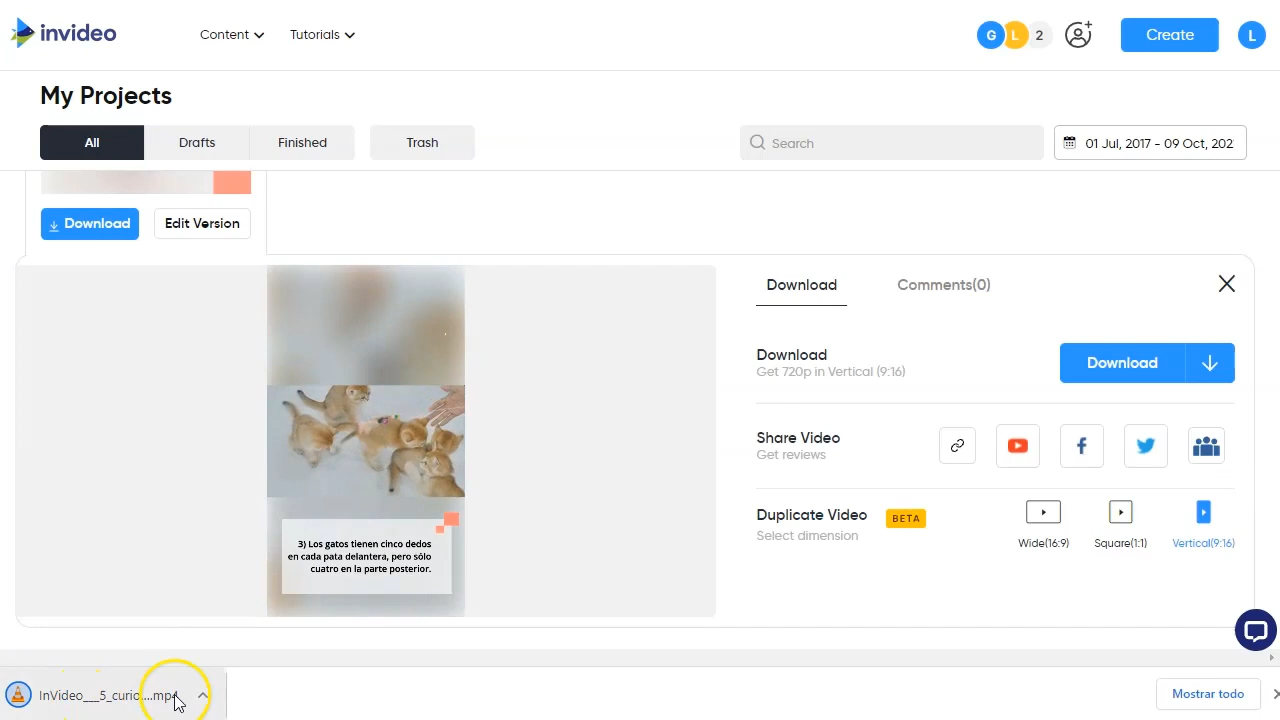 invideo
Content
Tutorials
G
L
2
Create
L
My Projects
All
Drafts
Finished
Trash
Search
01 Jul, 2017 - 09 Oct, 202
Download
Edit Version
Download
Comments(0)
Download
Get 720p in Vertical (9:16)
Download
Share Video
Get reviews
Duplicate Video
BETA
Select dimension
Wide(16:9)
Square(1:1)
Vertical(9:16)
3) Los gatos tienen cinco dedos
en cada pata delantera, pero sólo
cuatro en la parte posterior.
InVideo___5_curio....mp4
Mostrar todo